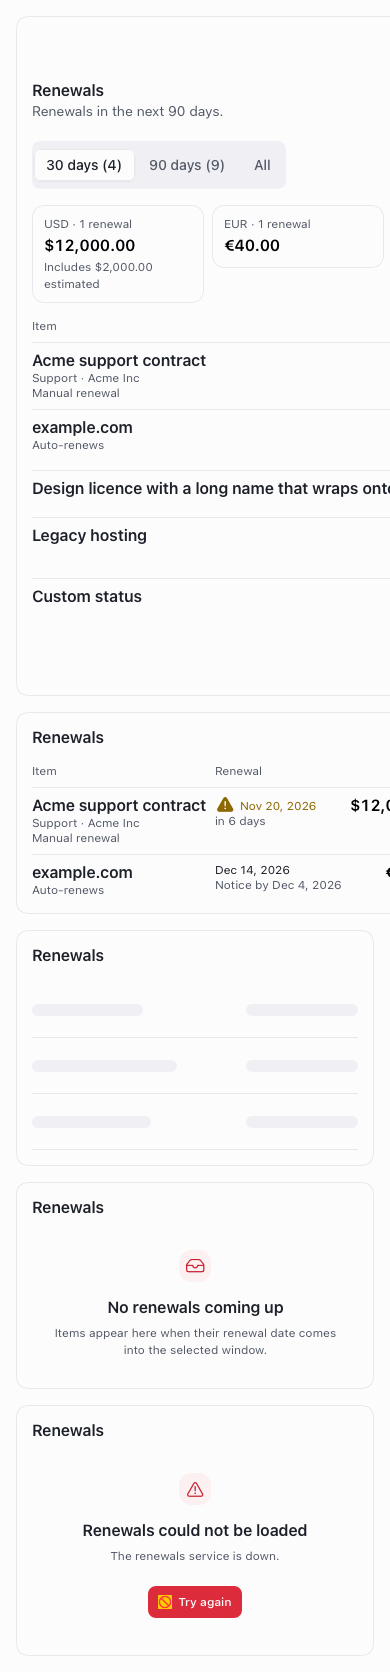 Renewals
Renewals in the next 90 days.
30 days (4) 90 days (9) All
USD · 1 renewal
$12,000.00
Includes $2,000.00
estimated
EUR · 1 renewal
€40.00
Item
Acme support contract
Support · Acme Inc
Manual renewal
example.com
Auto-renews
Design licence with a long name that wraps
Legacy hosting
Custom status
Renewals
Item Renewal
Acme support contract Nov 20, 2026
Support · Acme Inc in 6 days
Manual renewal
example.com Dec 14, 2026
Auto-renews Notice by Dec 4, 2026
Renewals
Renewals
No renewals coming up
Items appear here when their renewal date comes
into the selected window.
Renewals
Renewals could not be loaded
The renewals service is down.
Try again